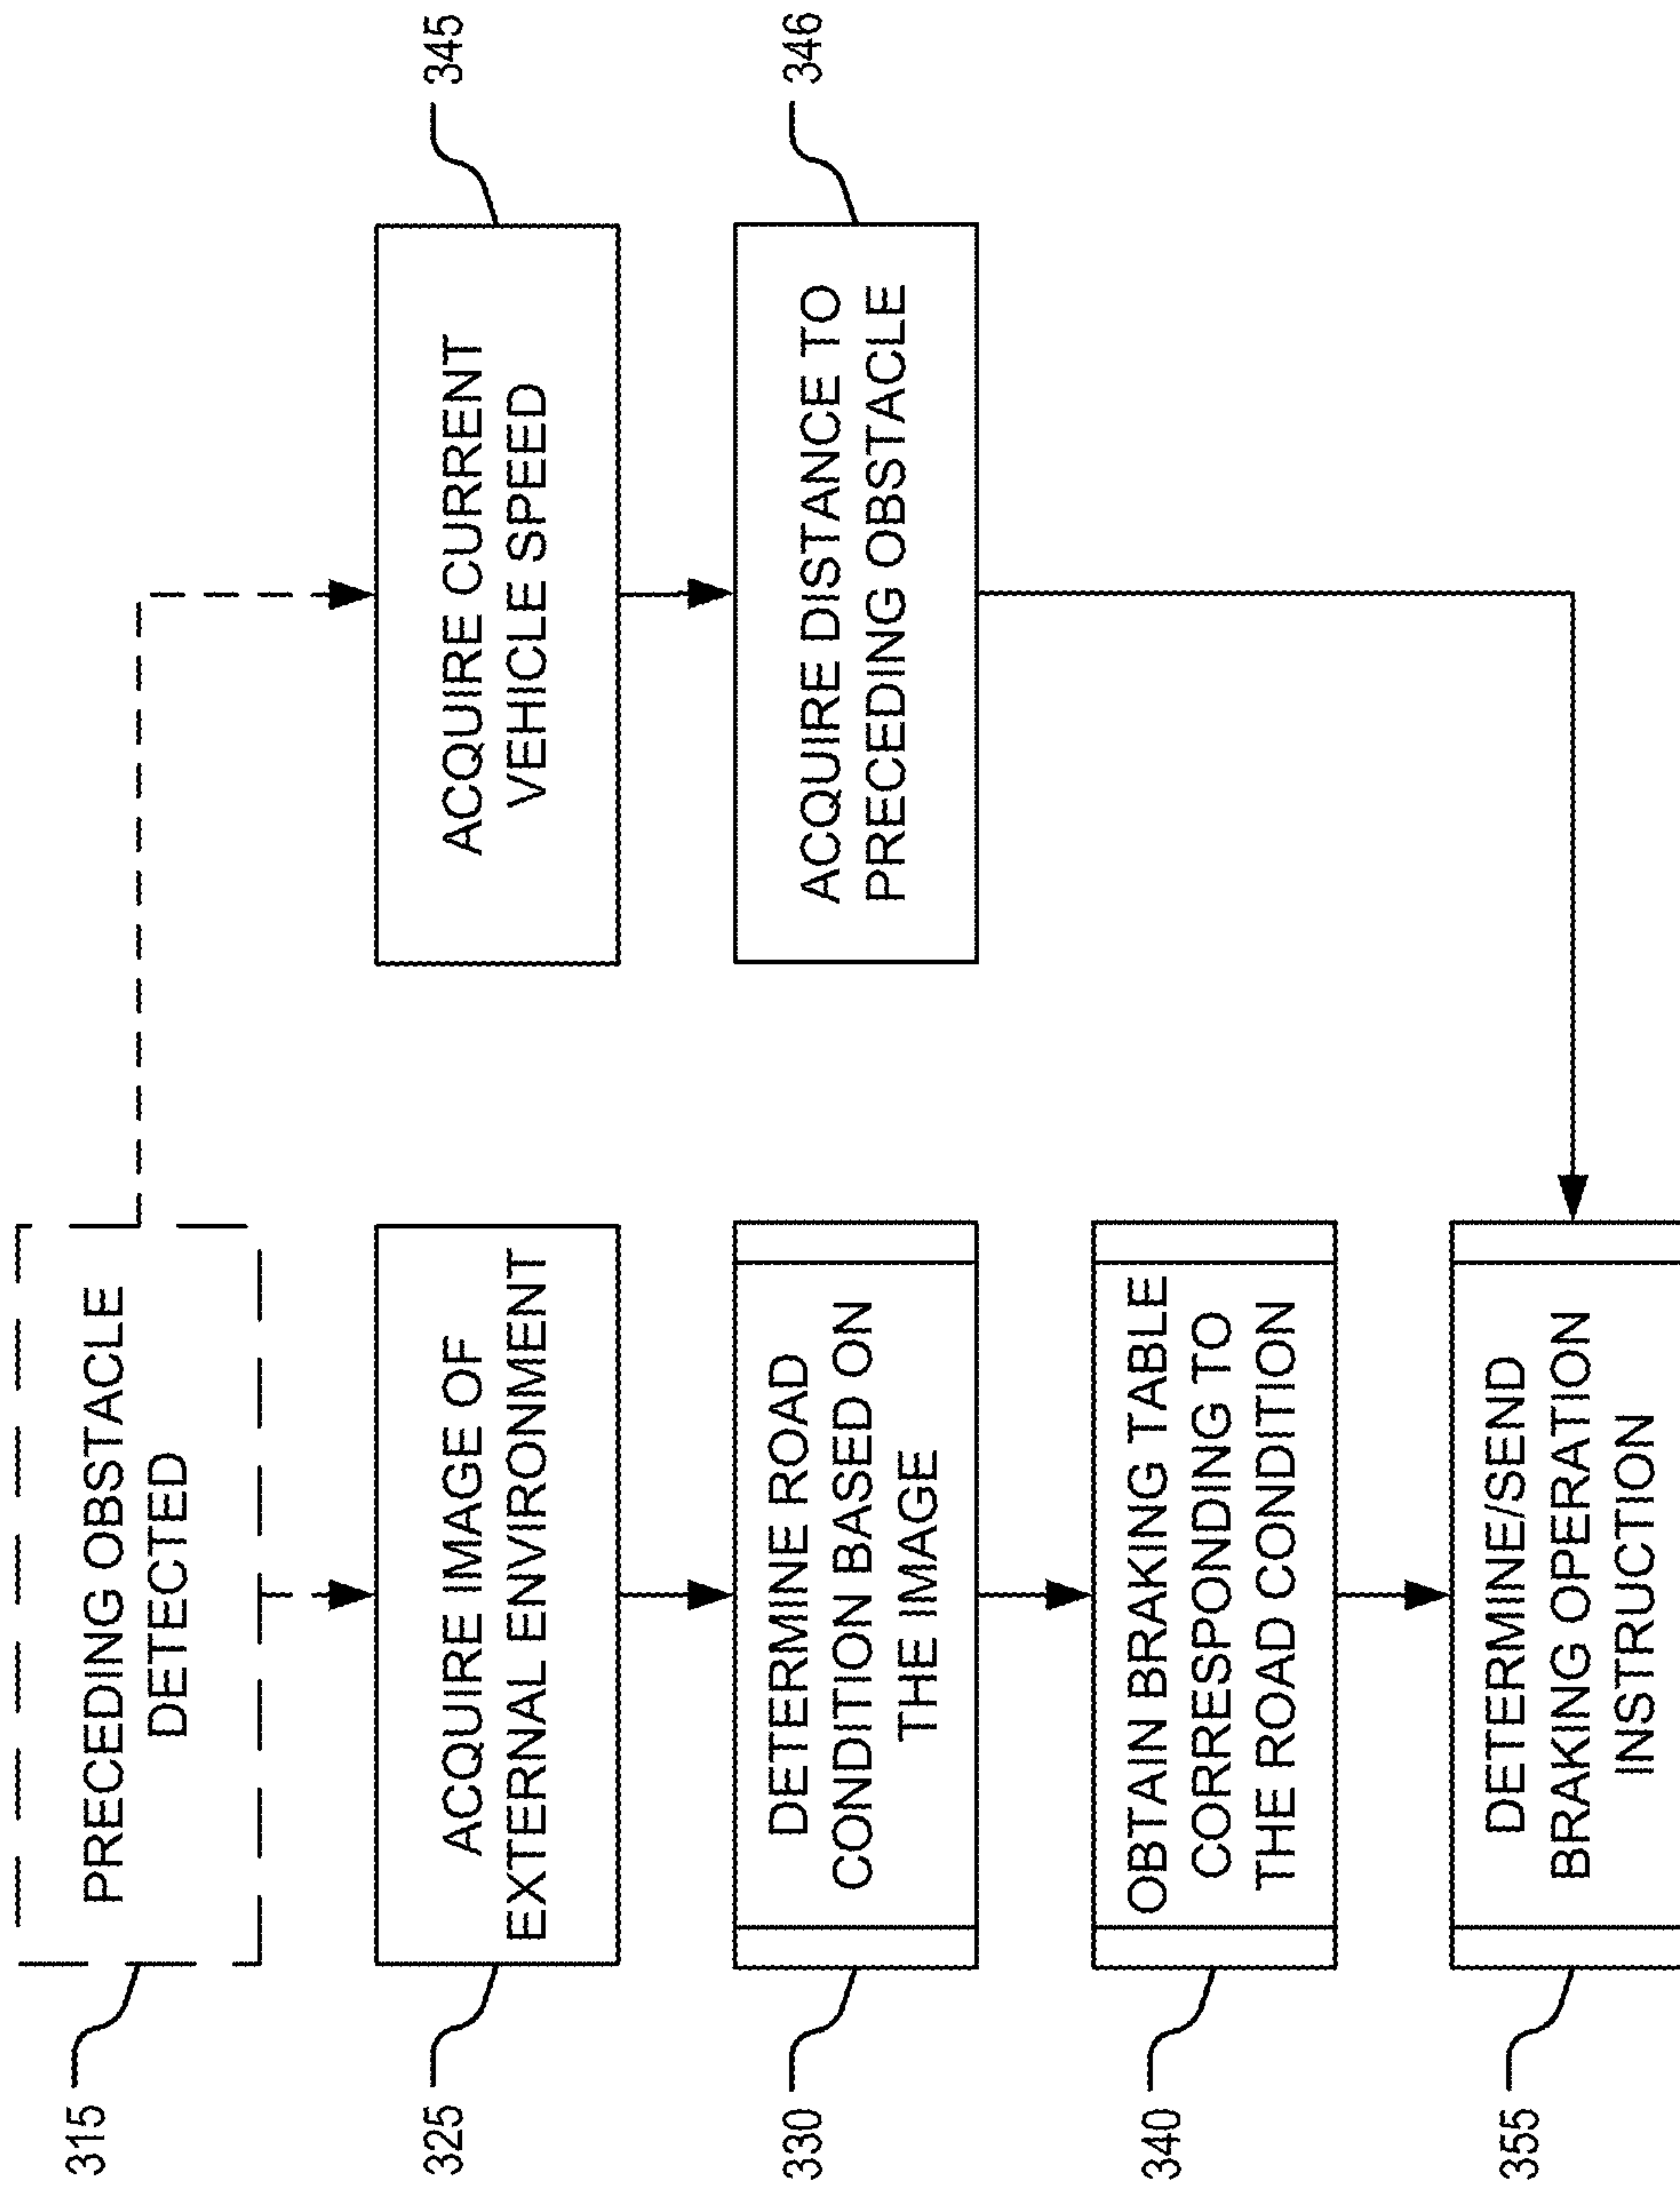 315
PRECEDING OBSTACLE
DETECTED
325
ACQUIRE IMAGE OF
EXTERNAL ENVIRONMENT
330
DETERMINE ROAD
CONDITION BASED ON
THE IMAGE
340
OBTAIN BRAKING TABLE
CORRESPONDING TO
THE ROAD CONDITION
355
DETERMINE/SEND
BRAKING OPERATION
INSTRUCTION
345
ACQUIRE CURRENT
VEHICLE SPEED
346
ACQUIRE DISTANCE TO
PRECEDING OBSTACLE